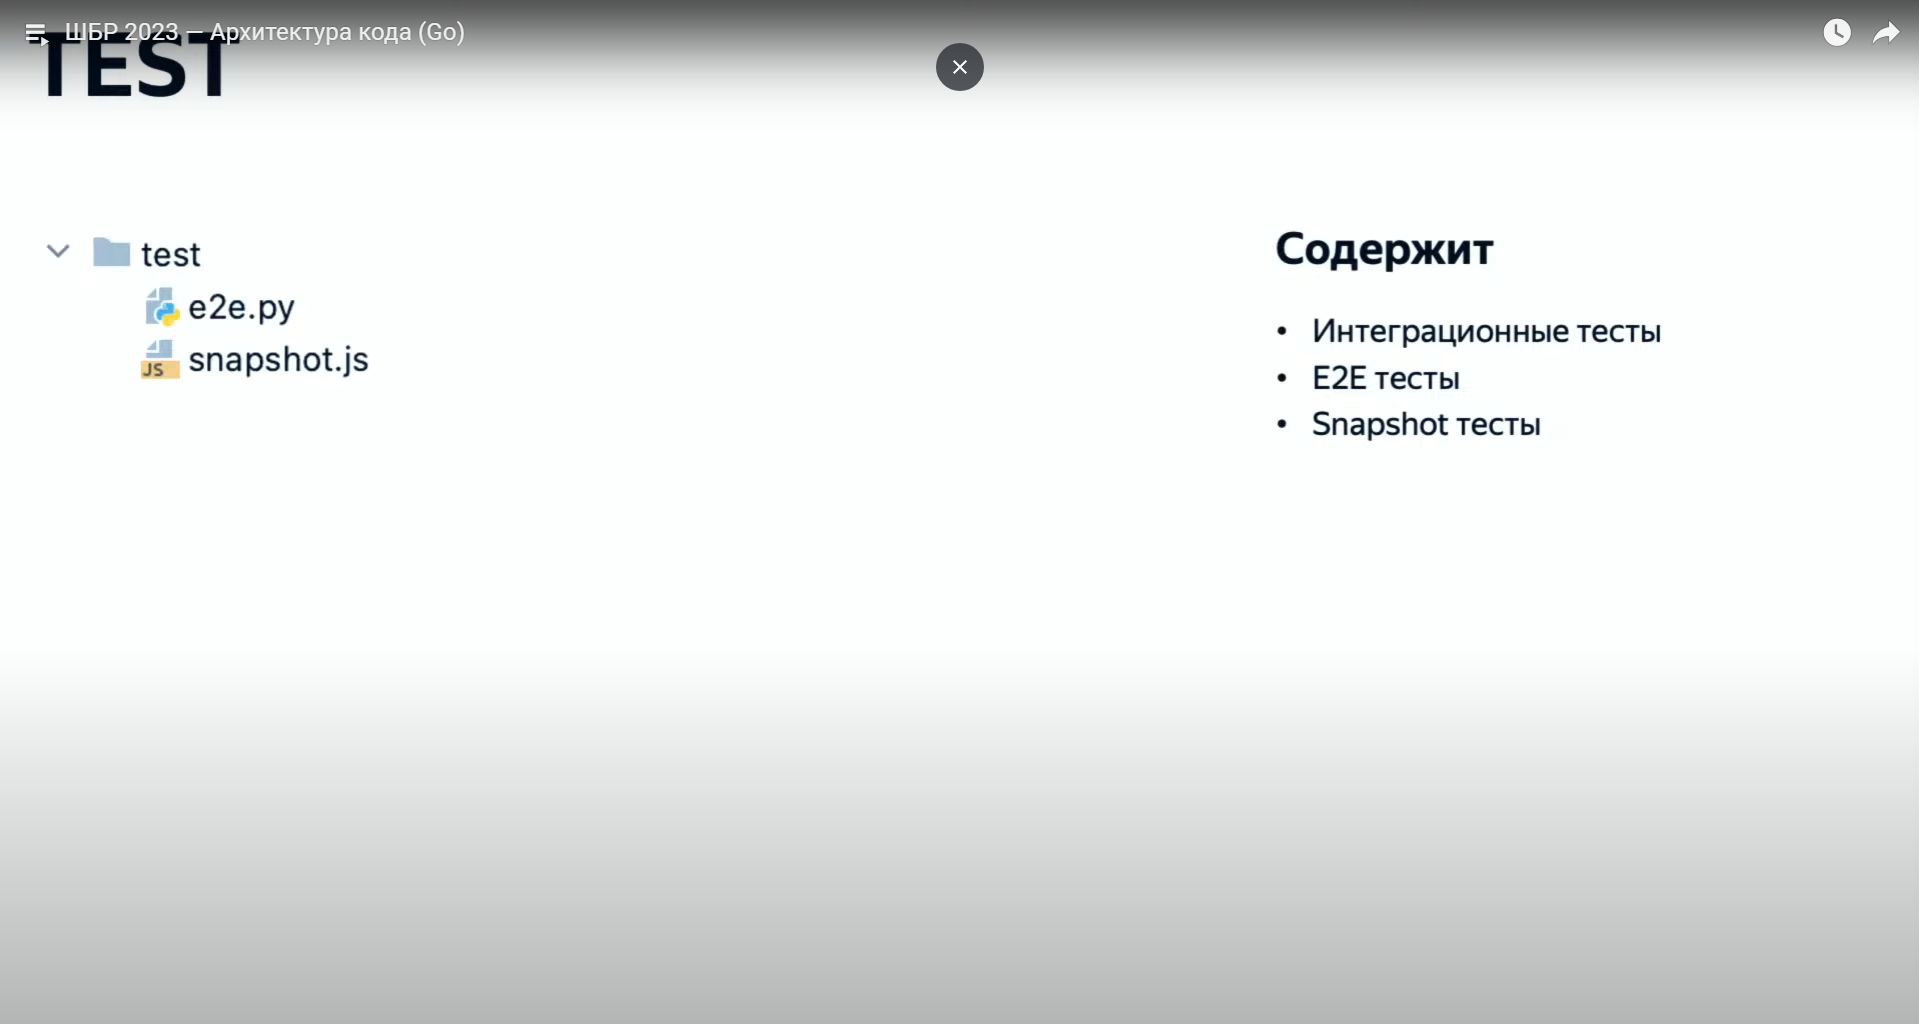 ШБР 2023 — Архитектура кода (Go)
TEST
test
e2e.py
JS snapshot.js
Содержит
• Интеграционные тесты
• E2E тесты
• Snapshot тесты